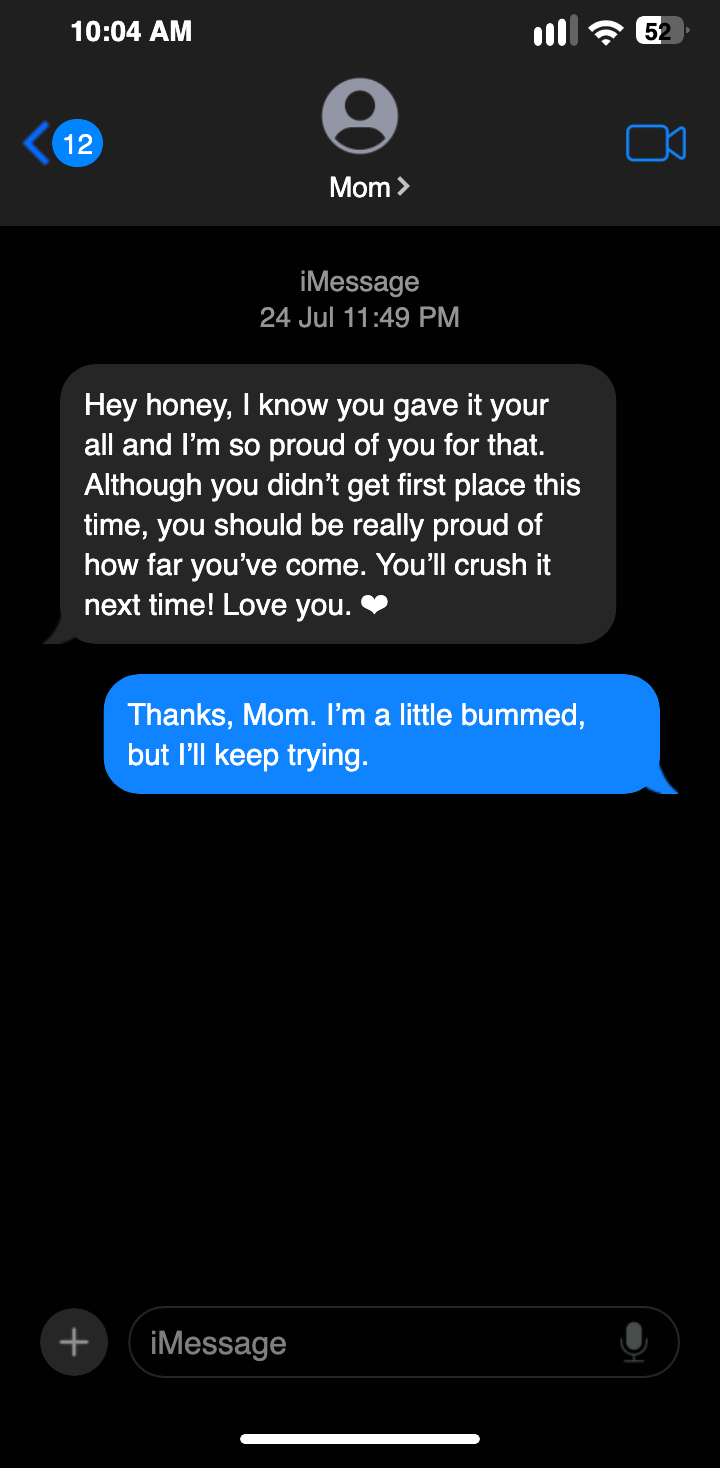 10:04 AM
52
12
Mom
iMessage
24 Jul 11:49 PM
Hey honey, I know you gave it your
all and I’m so proud of you for that.
Although you didn’t get first place this
time, you should be really proud of
how far you’ve come. You’ll crush it
next time! Love you. ❤
Thanks, Mom. I’m a little bummed,
but I’ll keep trying.
iMessage